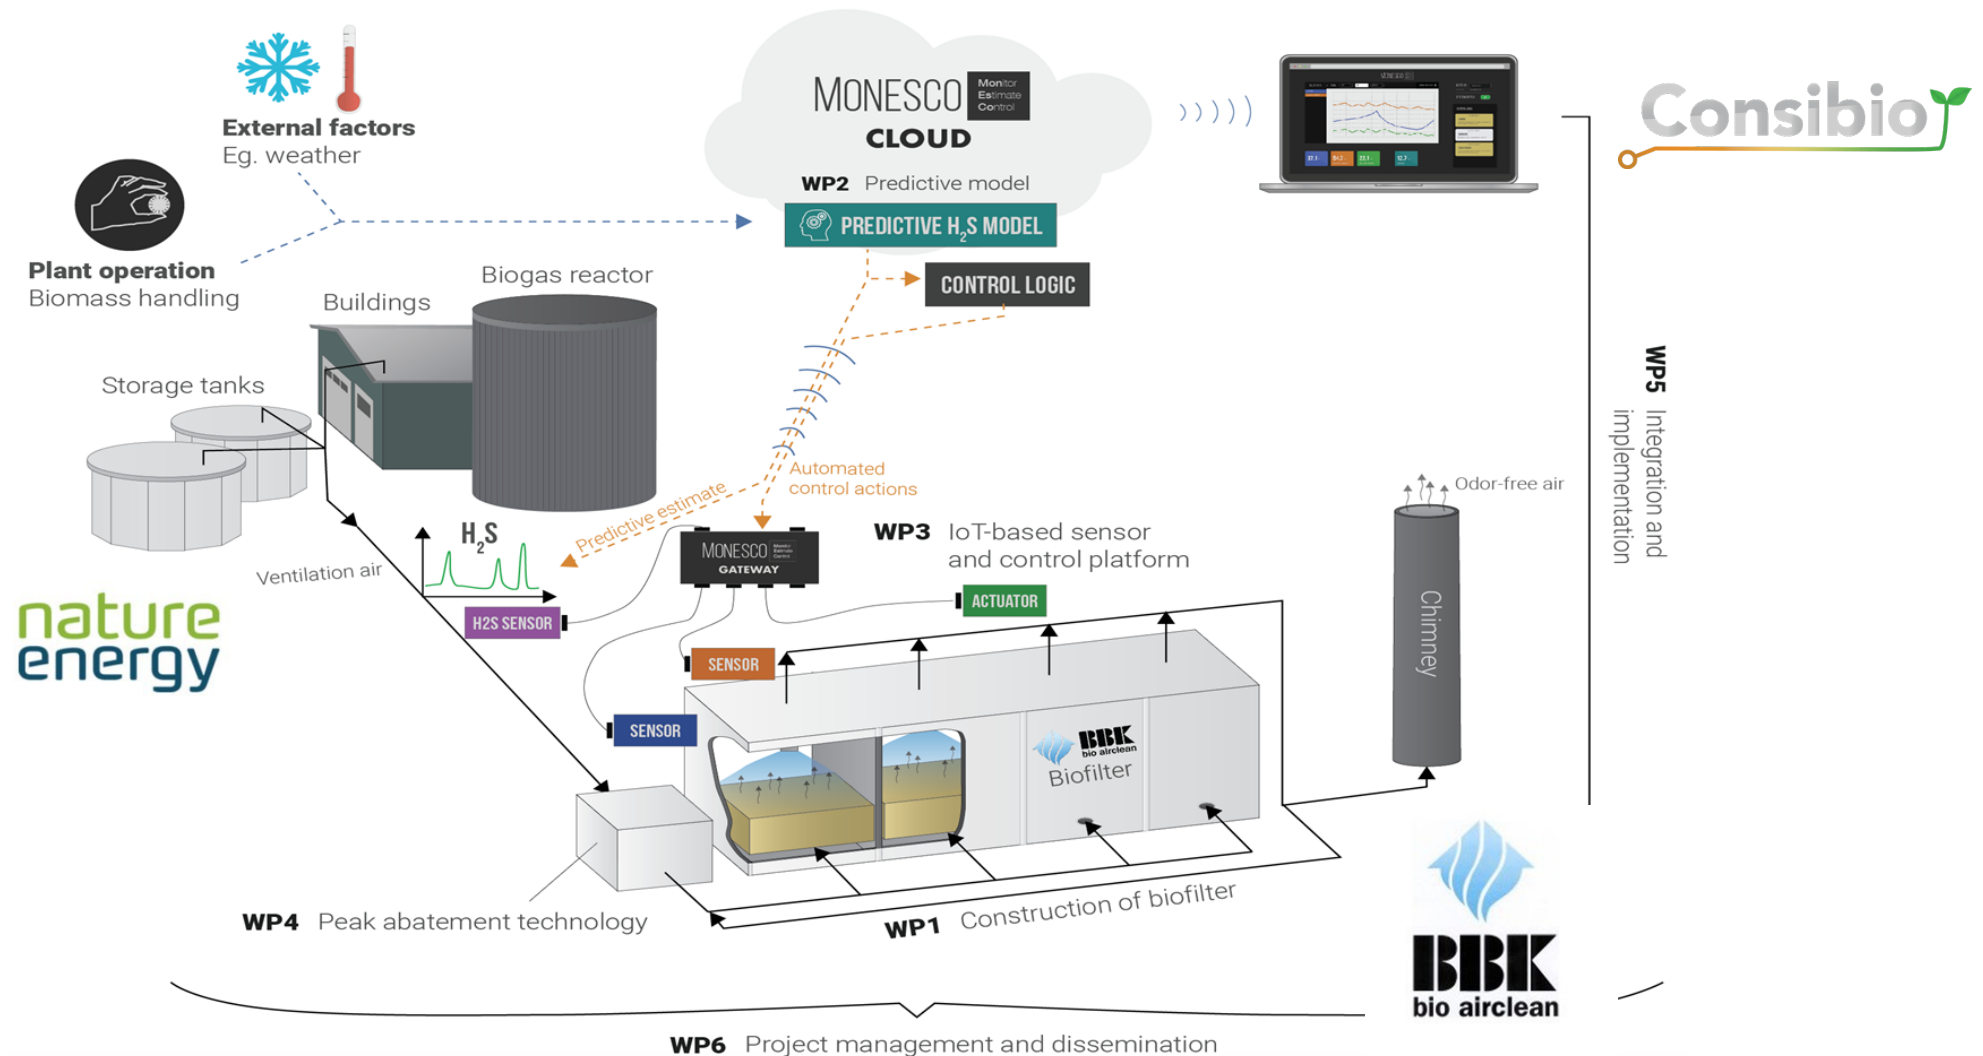 External factors
Eg. weather
Plant operation
Biomass handling
MONESCO
Monitor
Estimate
Control
CLOUD
WP2 Predictive model
PREDICTIVE H2S MODEL
CONTROL LOGIC
MONESCO
Consibio
Biogas reactor
Buildings
Storage tanks
Automated
control actions
Predictive estimate
H2S
Ventilation air
MONESCO
Monitor
Estimate
Control
GATEWAY
WP3 IoT-based sensor
and control platform
H2S SENSOR
ACTUATOR
SENSOR
SENSOR
nature
energy
BBK
bio airclean
Biofilter
Odor-free air
Chimney
WP5 Integration and
implementation
WP4 Peak abatement technology
WP1 Construction of biofilter
BBK
bio airclean
WP6 Project management and dissemination